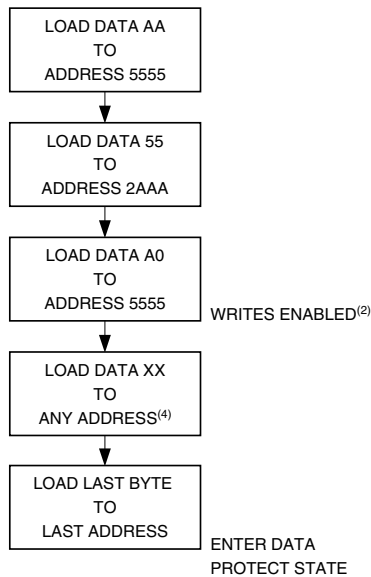 LOAD DATA AA
TO
ADDRESS 5555
LOAD DATA 55
TO
ADDRESS 2AAA
LOAD DATA A0
TO
ADDRESS 5555
WRITES ENABLED(2)
LOAD DATA XX
TO
ANY ADDRESS(4)
LOAD LAST BYTE
TO
LAST ADDRESS
ENTER DATA
PROTECT STATE